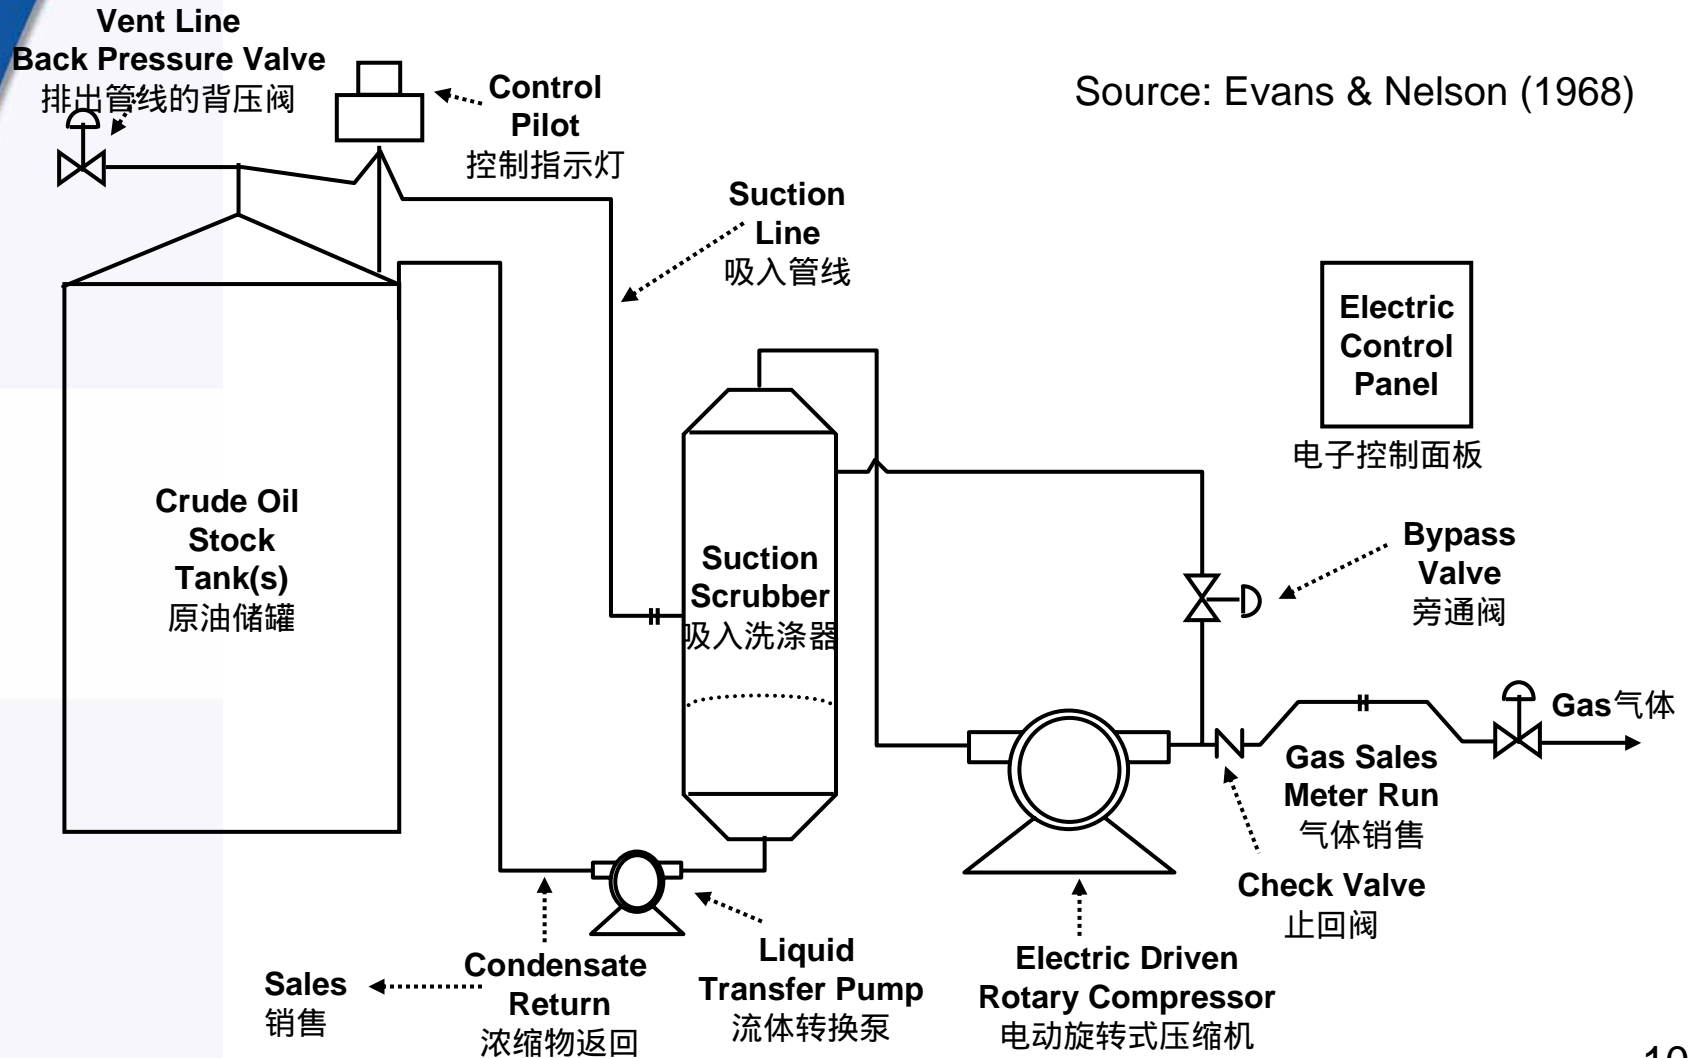 Vent Line
Back Pressure Valve
排出管线的背压阀
Control
Pilot
控制指示灯
Source: Evans & Nelson (1968)
Suction
Line
吸入管线
Electric
Control
Panel
电子控制面板
Crude Oil
Stock
Tank(s)
原油储罐
Suction
Scrubber
吸入洗涤器
Bypass
Valve
旁通阀
Gas气体
Gas Sales
Meter Run
气体销售
Check Valve
止回阀
Electric Driven
Rotary Compressor
电动旋转式压缩机
Liquid
Transfer Pump
流体转换泵
Condensate
Return
浓缩物返回
Sales
销售